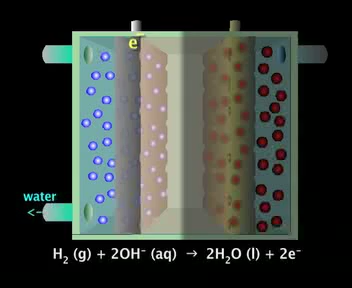 e⁻
water
<-
H₂ (g) + 2OH⁻ (aq) → 2H₂O (l) + 2e⁻